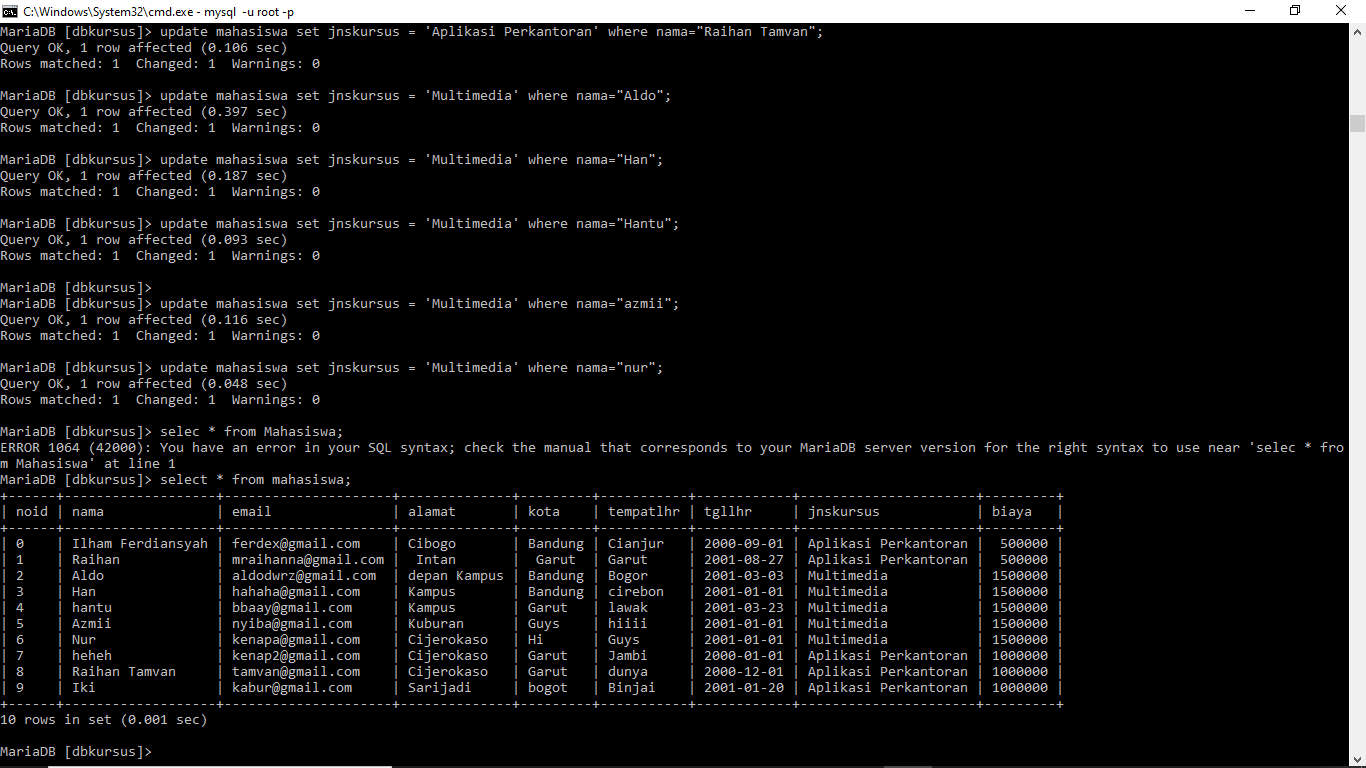 C:\Windows\System32\cmd.exe - mysql  -u root -p
MariaDB [dbkursus]> update mahasiswa set jnskursus = 'Aplikasi Perkantoran' where nama="Raihan Tamvan";
Query OK, 1 row affected (0.106 sec)
Rows matched: 1  Changed: 1  Warnings: 0

MariaDB [dbkursus]> update mahasiswa set jnskursus = 'Multimedia' where nama="Aldo";
Query OK, 1 row affected (0.397 sec)
Rows matched: 1  Changed: 1  Warnings: 0

MariaDB [dbkursus]> update mahasiswa set jnskursus = 'Multimedia' where nama="Han";
Query OK, 1 row affected (0.187 sec)
Rows matched: 1  Changed: 1  Warnings: 0

MariaDB [dbkursus]> update mahasiswa set jnskursus = 'Multimedia' where nama="Hantu";
Query OK, 1 row affected (0.093 sec)
Rows matched: 1  Changed: 1  Warnings: 0

MariaDB [dbkursus]>
MariaDB [dbkursus]> update mahasiswa set jnskursus = 'Multimedia' where nama="azmii";
Query OK, 1 row affected (0.116 sec)
Rows matched: 1  Changed: 1  Warnings: 0

MariaDB [dbkursus]> update mahasiswa set jnskursus = 'Multimedia' where nama="nur";
Query OK, 1 row affected (0.048 sec)
Rows matched: 1  Changed: 1  Warnings: 0

MariaDB [dbkursus]> selec * from Mahasiswa;
ERROR 1064 (42000): You have an error in your SQL syntax; check the manual that corresponds to your MariaDB server version for the right syntax to use near 'selec * fro
m Mahasiswa' at line 1
MariaDB [dbkursus]> select * from mahasiswa;
+------+-------------------+---------------------+--------------+---------+-----------+------------+----------------------+---------+
| noid | nama              | email               | alamat       | kota    | tempatlhr | tgllhr     | jnskursus            | biaya   |
+------+-------------------+---------------------+--------------+---------+-----------+------------+----------------------+---------+
| 0    | Ilham Ferdiansyah | ferdex@gmail.com    | Cibogo       | Bandung | Cianjur   | 2000-09-01 | Aplikasi Perkantoran |  500000 |
| 1    | Raihan            | mraihanna@gmail.com |  Intan       |  Garut  | Garut     | 2001-08-27 | Aplikasi Perkantoran |  500000 |
| 2    | Aldo              | aldodwrz@gmail.com  | depan Kampus | Bandung | Bogor     | 2001-03-03 | Multimedia           | 1500000 |
| 3    | Han               | hahaha@gmail.com    | Kampus       | Bandung | cirebon   | 2001-01-01 | Multimedia           | 1500000 |
| 4    | hantu             | bbaay@gmail.com     | Kampus       | Garut   | lawak     | 2001-03-23 | Multimedia           | 1500000 |
| 5    | Azmii             | nyiba@gmail.com     | Kuburan      | Guys    | hiiii     | 2001-01-01 | Multimedia           | 1500000 |
| 6    | Nur               | kenapa@gmail.com    | Cijerokaso   | Hi      | Guys      | 2001-01-01 | Multimedia           | 1500000 |
| 7    | heheh             | kenap2@gmail.com    | Cijerokaso   | Garut   | Jambi     | 2000-01-01 | Aplikasi Perkantoran | 1000000 |
| 8    | Raihan Tamvan     | tamvan@gmail.com    | Cijerokaso   | Garut   | dunya     | 2000-12-01 | Aplikasi Perkantoran | 1000000 |
| 9    | Iki               | kabur@gmail.com     | Sarijadi     | bogot   | Binjai    | 2001-01-20 | Aplikasi Perkantoran | 1000000 |
+------+-------------------+---------------------+--------------+---------+-----------+------------+----------------------+---------+
10 rows in set (0.001 sec)

MariaDB [dbkursus]>